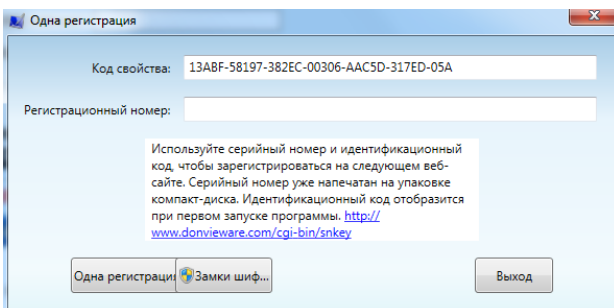 Одна регистрация
Код свойства: 13ABF-58197-382EC-00306-AAC5D-317ED-05A
Регистрационный номер:
Используйте серийный номер и идентификационный
код, чтобы зарегистрироваться на следующем веб-
сайте. Серийный номер уже напечатан на упаковке
компакт-диска. Идентификационный код отобразится
при первом запуске программы. http://
www.donvieware.com/cgi-bin/snkey
Одна регистраци: Замки шиф... Выход